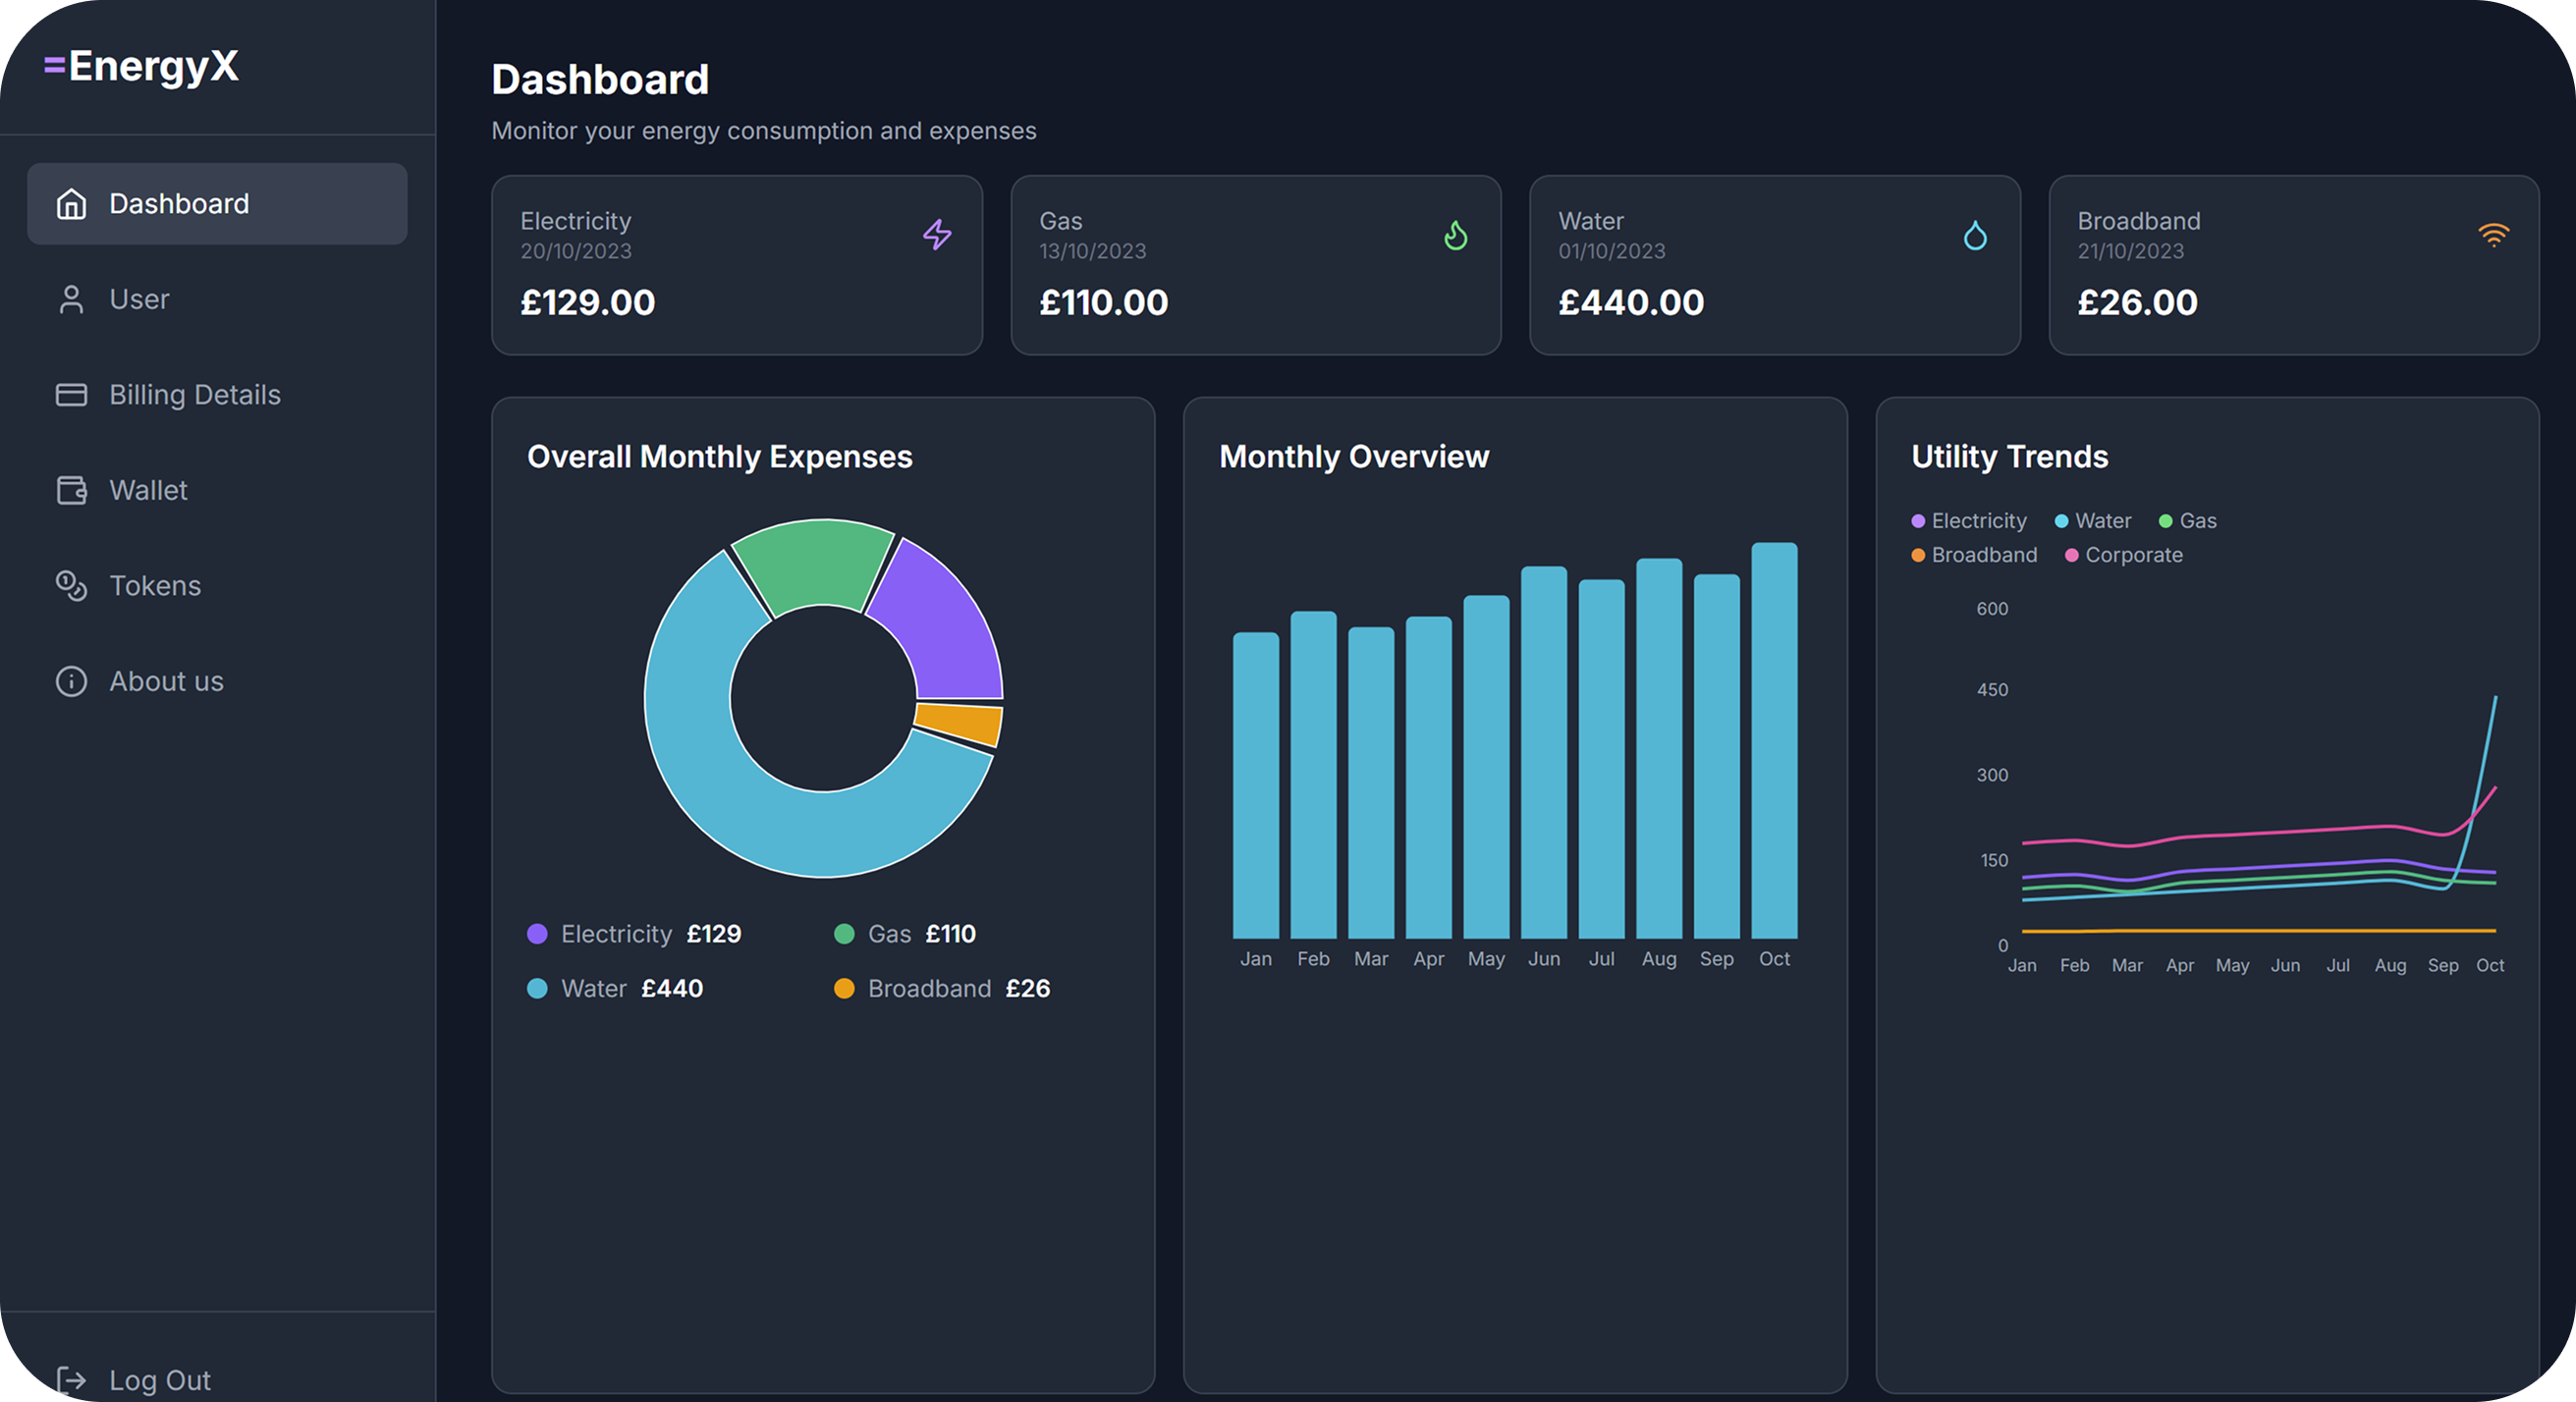 =EnergyX
Dashboard
User
Billing Details
Wallet
Tokens
About us
Log Out
Dashboard
Monitor your energy consumption and expenses
Electricity
20/10/2023
£129.00
Gas
13/10/2023
£110.00
Water
01/10/2023
£440.00
Broadband
21/10/2023
£26.00
Overall Monthly Expenses
Electricity £129
Gas £110
Water £440
Broadband £26
Monthly Overview
Jan Feb Mar Apr May Jun Jul Aug Sep Oct
Utility Trends
Electricity Water Gas
Broadband Corporate
600
450
300
150
0
Jan Feb Mar Apr May Jun Jul Aug Sep Oct